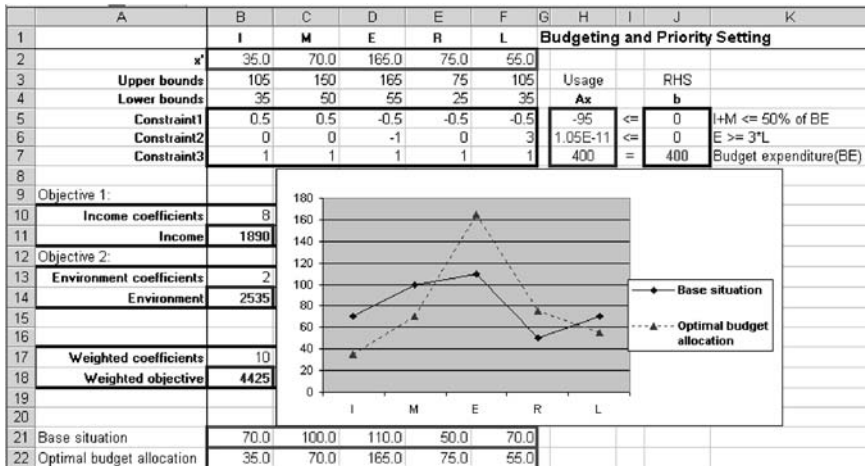 A B C D E F G H I J K
1 I M E R L Budgeting and Priority Setting
2 x' 35.0 70.0 165.0 75.0 55.0
3 Upper bounds 105 150 165 75 105 Usage RHS
4 Lower bounds 35 50 55 25 35 Ax b
5 Constraint1 0.5 0.5 -0.5 -0.5 -0.5 -95 <= 0 I+M <= 50% of BE
6 Constraint2 0 0 -1 0 3 1.05E-11 <= 0 E >= 3*L
7 Constraint3 1 1 1 1 1 400 = 400 Budget expenditure(BE)
8
9 Objective 1:
10 Income coefficients 8
11 Income 1890
12 Objective 2:
13 Environment coefficients 2
14 Environment 2535
15
16
17 Weighted coefficients 10
18 Weighted objective 4425
19
20
180
160
140
120
100
80
60
40
20
0
I M E R L
Base situation
Optimal budget
allocation
21 Base situation 70.0 100.0 110.0 50.0 70.0
22 Optimal budget allocation 35.0 70.0 165.0 75.0 55.0